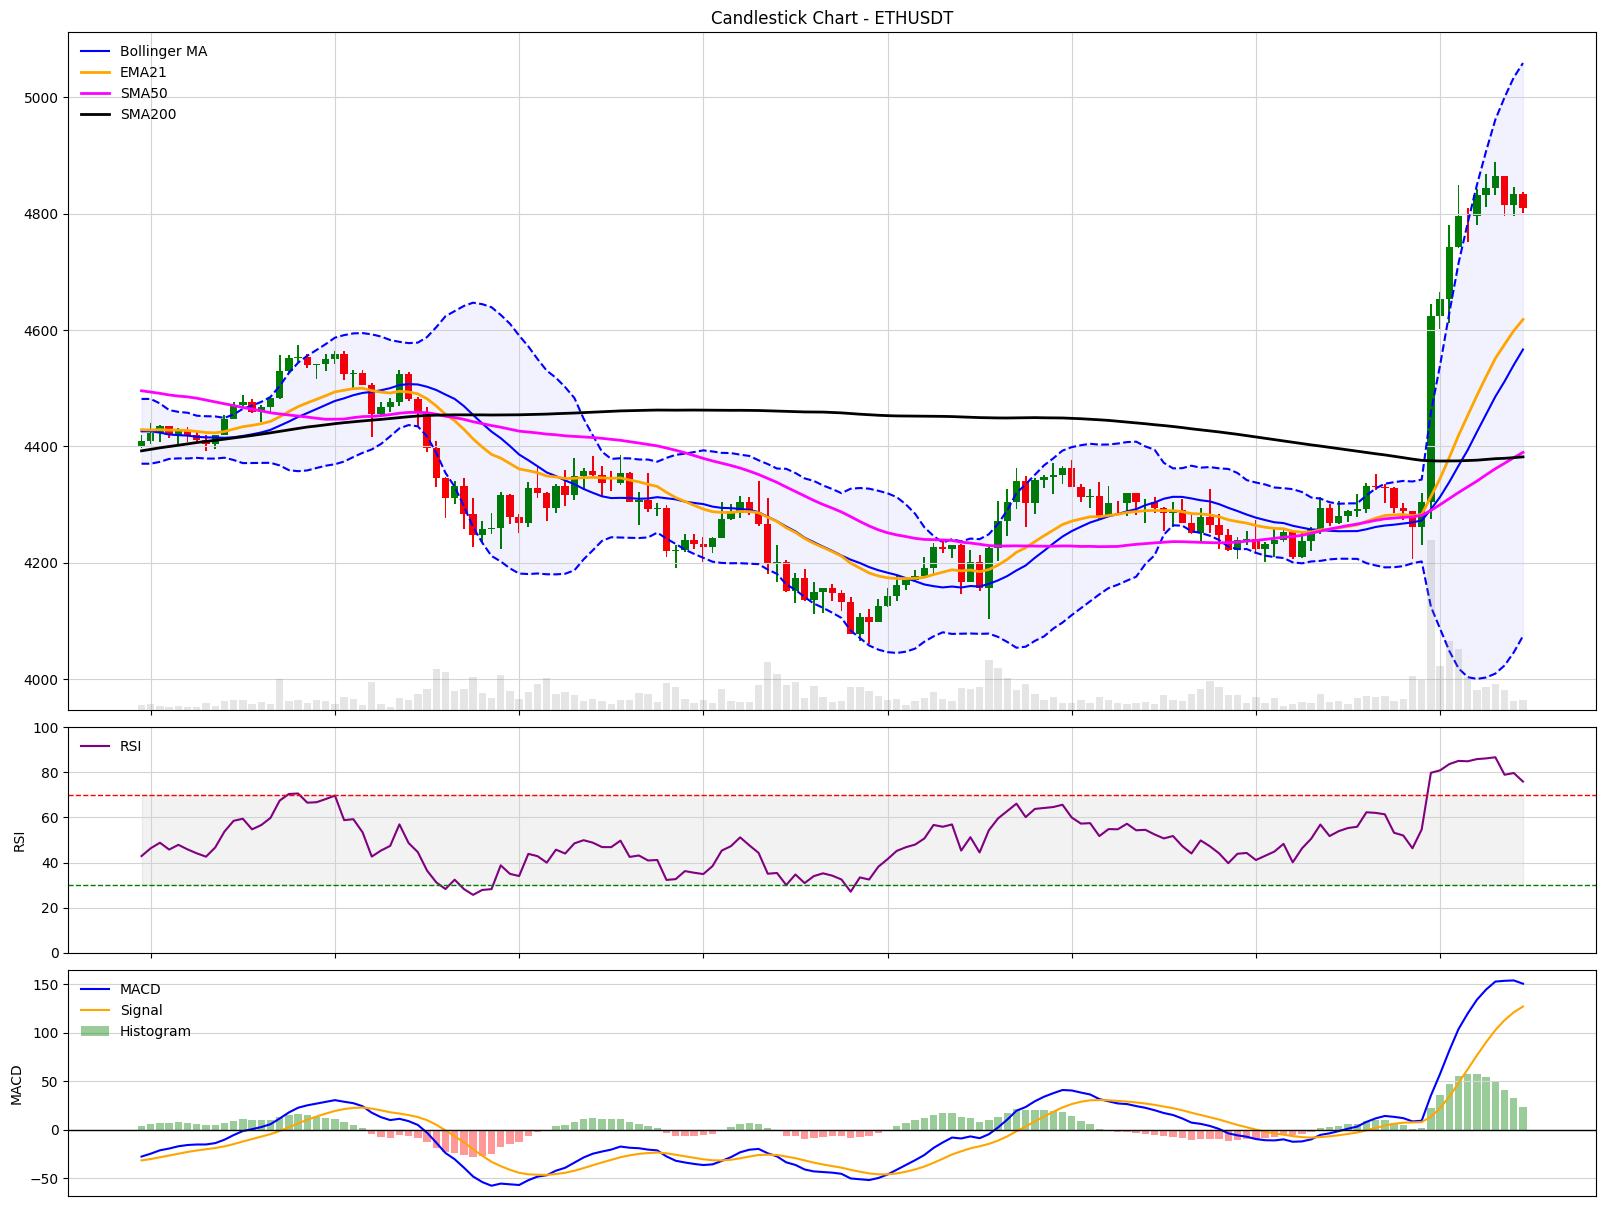 Candlestick Chart - ETHUSDT
Bollinger MA
EMA21
SMA50
SMA200
5000
4800
4600
4400
4200
4000
RSI
100
80
60
40
20
0
RSI
MACD
Signal
Histogram
150
100
50
0
−50
MACD